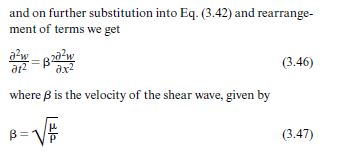 and on further substitution into Eq. (3.42) and rearrange-
ment of terms we get
∂²w/∂t² = β²∂²w/∂x² (3.46)
where β is the velocity of the shear wave, given by
β = √(μ/ρ) (3.47)